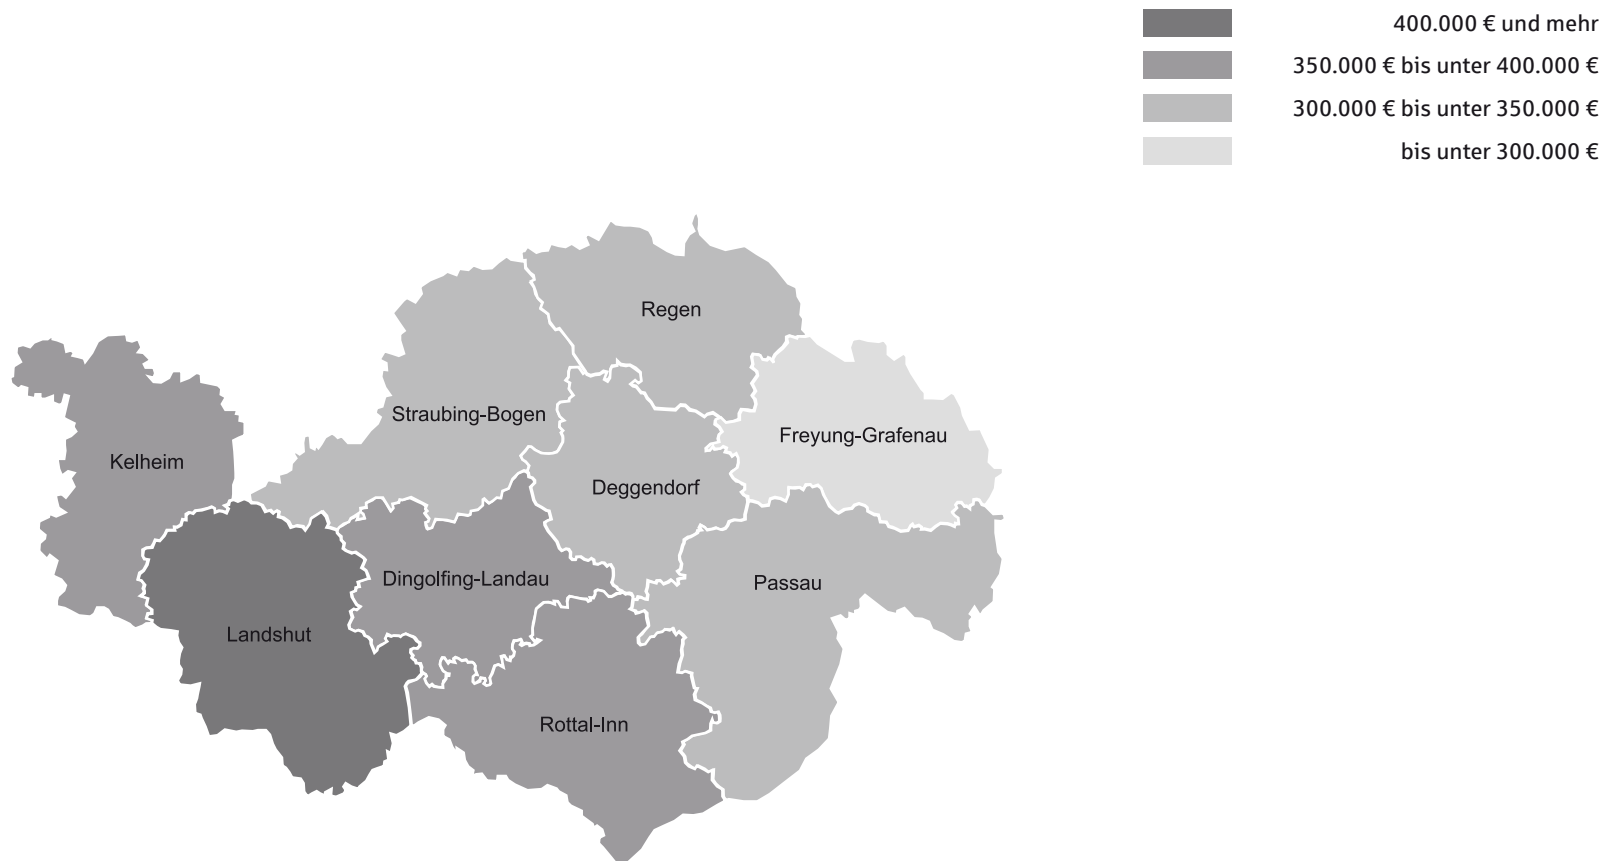 400.000 € und mehr
350.000 € bis unter 400.000 €
300.000 € bis unter 350.000 €
bis unter 300.000 €
Regen
Straubing-Bogen
Freyung-Grafenau
Kelheim
Deggendorf
Dingolfing-Landau
Passau
Landshut
Rottal-Inn